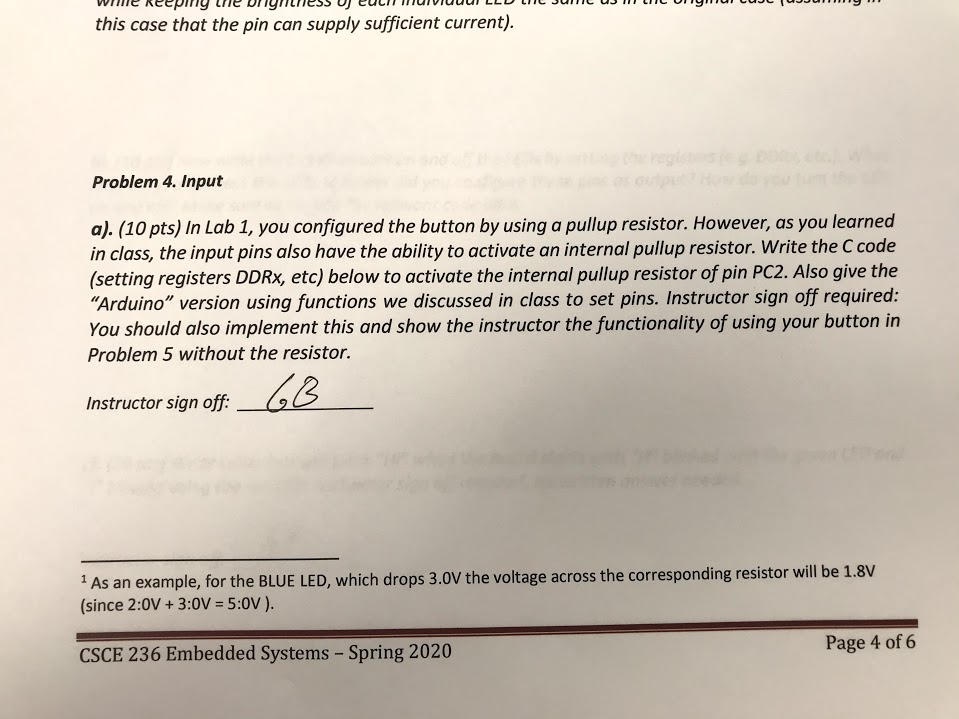 this case that the pin can supply sufficient current).
Problem 4. Input
a). (10 pts) In Lab 1, you configured the button by using a pullup resistor. However, as you learned
in class, the input pins also have the ability to activate an internal pullup resistor. Write the C code
(setting registers DDRx, etc) below to activate the internal pullup resistor of pin PC2. Also give the
“Arduino” version using functions we discussed in class to set pins. Instructor sign off required:
You should also implement this and show the instructor the functionality of using your button in
Problem 5 without the resistor.
Instructor sign off:
1 As an example, for the BLUE LED, which drops 3.0V the voltage across the corresponding resistor will be 1.8V
(since 2:0V + 3:0V = 5:0V ).
CSCE 236 Embedded Systems – Spring 2020
Page 4 of 6